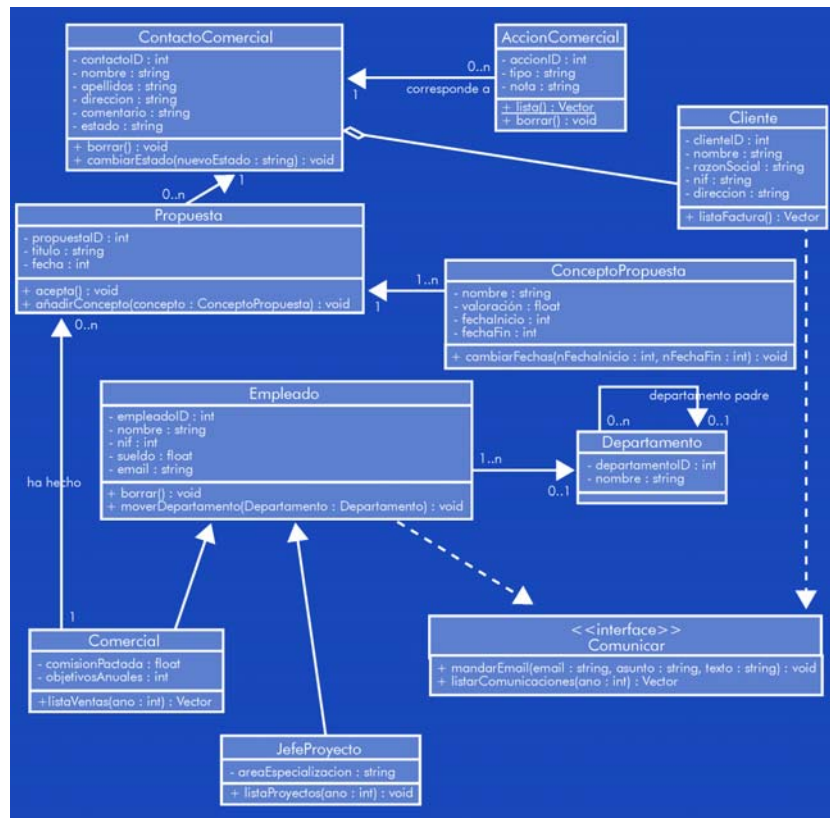 ContactoComercial
- contactoID : int
- nombre : string
- apellidos : string
- direccion : string
- comentario : string
- estado : string
+ borrar() : void
+ cambiarEstado(nuevoEstado : string) : void
AccionComercial
- accionID : int
- tipo : string
- nota : string
+ lista() : Vector
+ borrar() : void
0..n
1
corresponde a
Cliente
- clienteID : int
- nombre : string
- razonSocial : string
- nif : string
- direccion : string
+ listaFactura() : Vector
1
0..n
Propuesta
- propuestaID : int
- titulo : string
- fecha : int
+ acepta() : void
+ añadirConcepto(concepto : ConceptoPropuesta) : void
1..n
1
ConceptoPropuesta
- nombre : string
- valoración : float
- fechaInicio : int
- fechaFin : int
+ cambiarFechas(nFechaInicio : int, nFechaFin : int) : void
0..n
ha hecho
1
Empleado
- empleadoID : int
- nombre : string
- nif : int
- sueldo : float
- email : string
+ borrar() : void
+ moverDepartamento(Departamento : Departamento) : void
departamento padre
0..n
0..1
Departamento
- departamentoID : int
- nombre : string
1..n
0..1
Comercial
- comisionPactada : float
- objetivosAnuales : int
+listaVentas(ano : int) : Vector
<<interface>>
Comunicar
+ mandarEmail(email : string, asunto : string, texto : string) : void
+ listarComunicaciones(ano : int) : Vector
JefeProyecto
- areaEspecializacion : string
+ listaProyectos(ano : int) : void